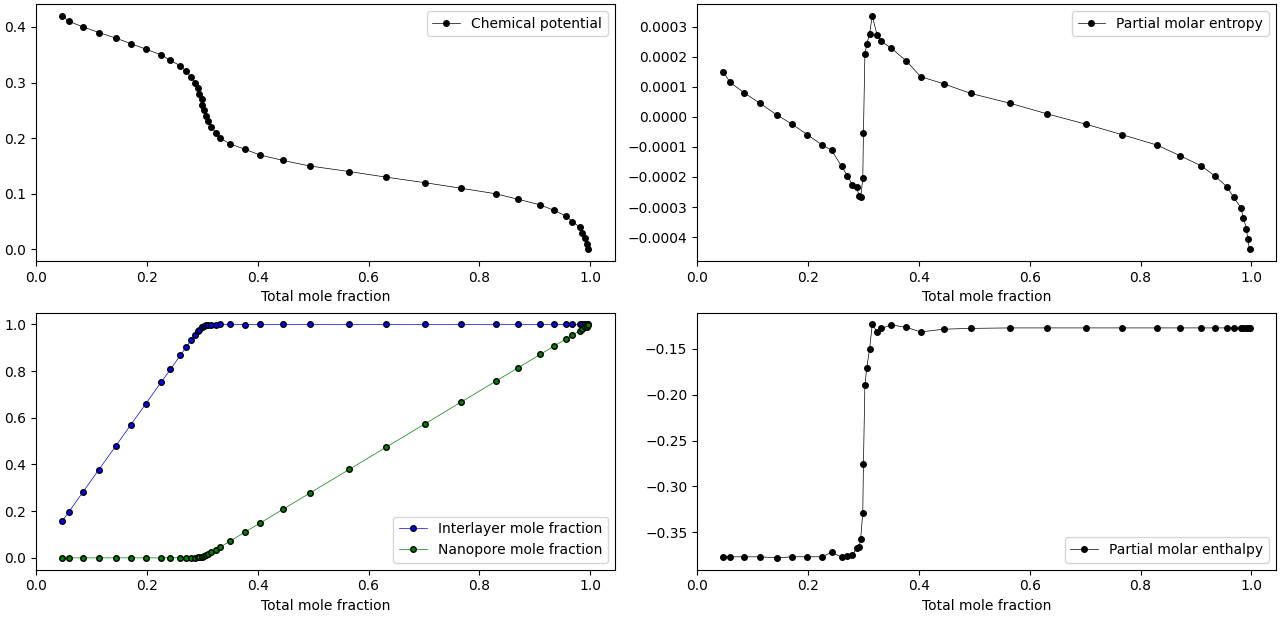 0.4
0.3
0.2
0.1
0.0
0.0 0.2 0.4 0.6 0.8 1.0
Total mole fraction
Chemical potential
0.0003
0.0002
0.0001
0.0000
−0.0001
−0.0002
−0.0003
−0.0004
0.0 0.2 0.4 0.6 0.8 1.0
Total mole fraction
Partial molar entropy
1.0
0.8
0.6
0.4
0.2
0.0
0.0 0.2 0.4 0.6 0.8 1.0
Total mole fraction
Interlayer mole fraction
Nanopore mole fraction
−0.15
−0.20
−0.25
−0.30
−0.35
0.0 0.2 0.4 0.6 0.8 1.0
Total mole fraction
Partial molar enthalpy